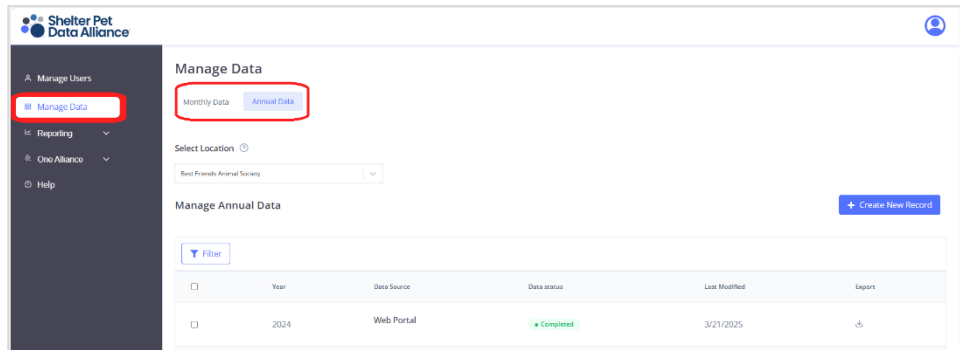 Shelter Pet
Data Alliance
Manage Users
Manage Data
Reporting
One Alliance
Help
Manage Data
Monthly Data Annual Data
Select Location
Best Friends Animal Society
Manage Annual Data
+ Create New Record
Filter
Year Data Source Data status Last Modified Export
2024 Web Portal Completed 3/21/2025